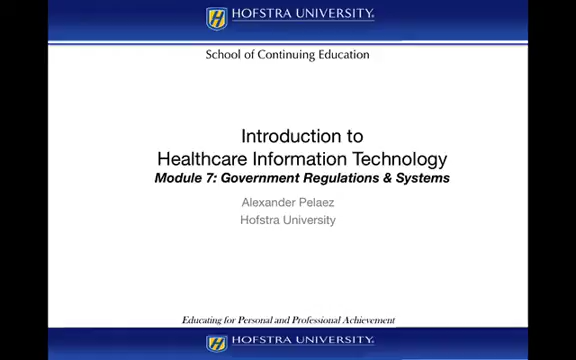 HOFSTRA UNIVERSITY®
School of Continuing Education
Introduction to
Healthcare Information Technology
Module 7: Government Regulations & Systems
Alexander Pelaez
Hofstra University
Educating for Personal and Professional Achievement
HOFSTRA UNIVERSITY®